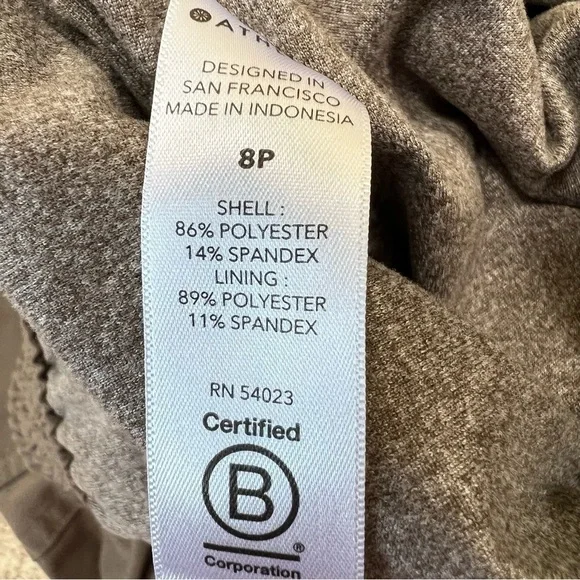 DESIGNED IN
SAN FRANCISCO
MADE IN INDONESIA
8P
SHELL :
86% POLYESTER
14% SPANDEX
LINING :
89% POLYESTER
11% SPANDEX
RN 54023
Certified
B
®
Corporation